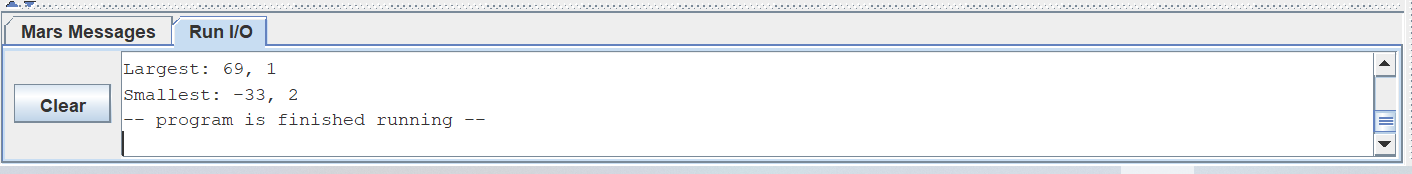 Mars Messages Run I/O
Largest: 69, 1
Clear
Smallest: -33, 2
-- program is finished running --